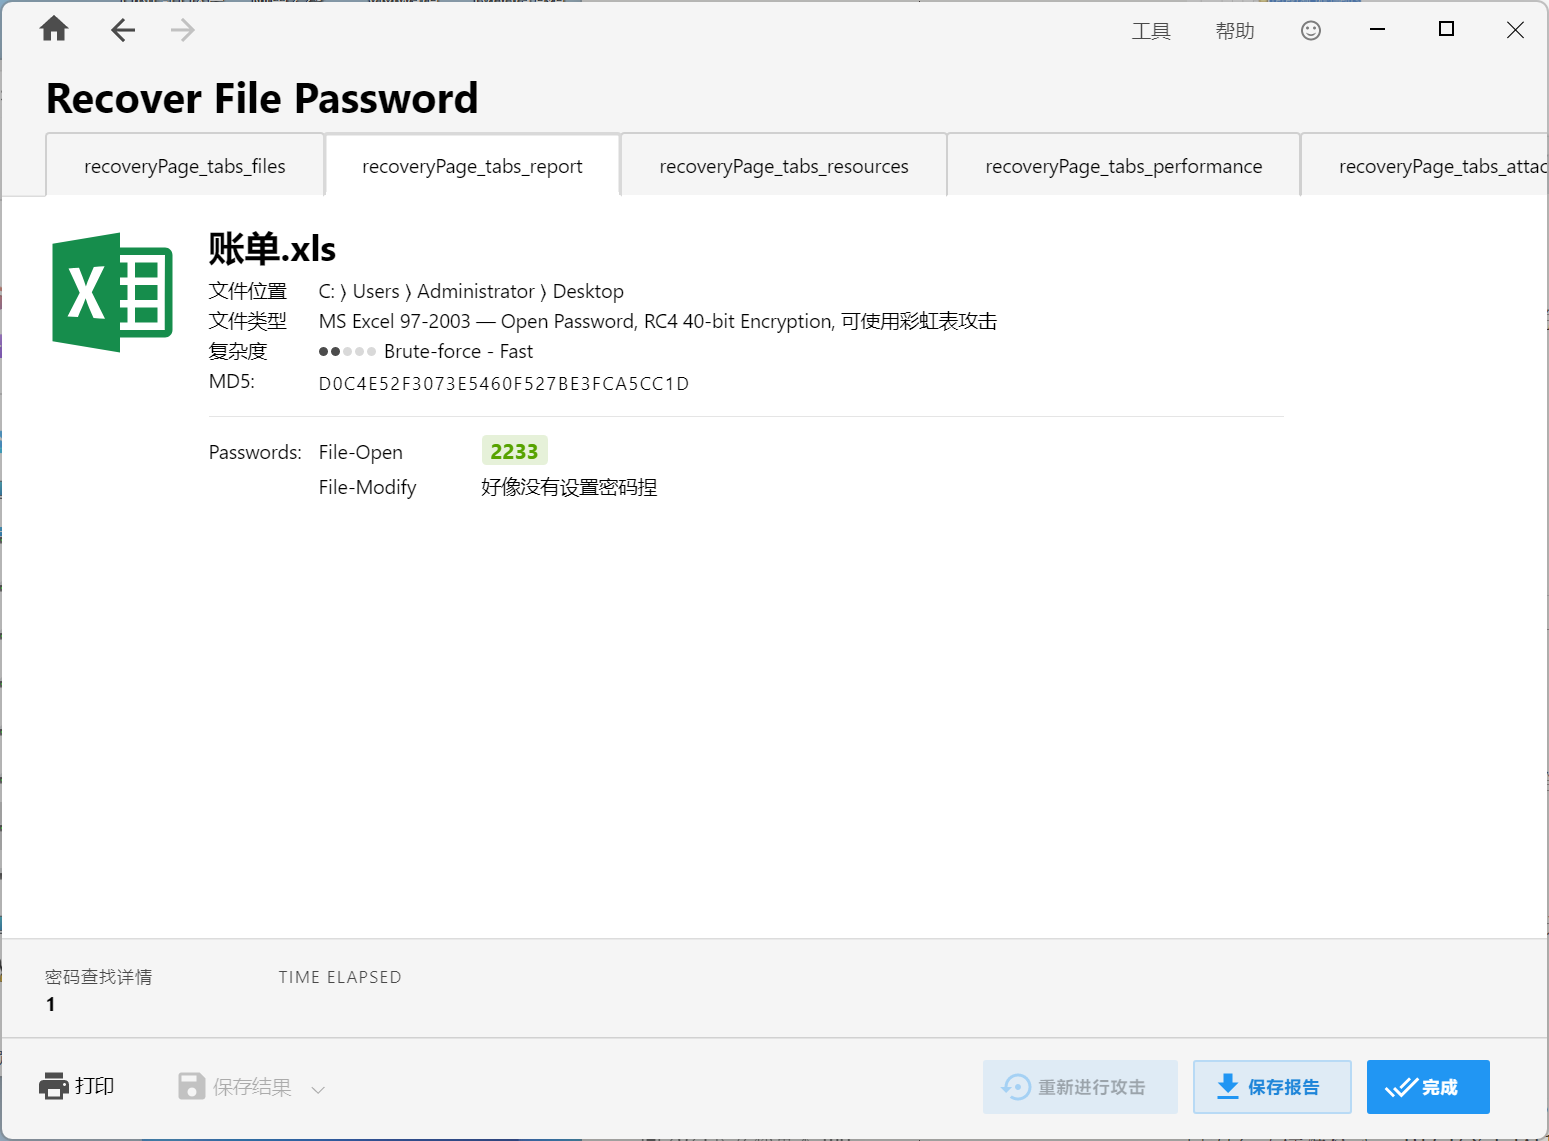 工具 帮助
Recover File Password
recoveryPage_tabs_files recoveryPage_tabs_report recoveryPage_tabs_resources recoveryPage_tabs_performance recoveryPage_tabs_attac
账单.xls
文件位置 C: ⟩ Users ⟩ Administrator ⟩ Desktop
文件类型 MS Excel 97-2003 — Open Password, RC4 40-bit Encryption, 可使用彩虹表攻击
复杂度 Brute-force - Fast
MD5: D0C4E52F3073E5460F527BE3FCA5CC1D
Passwords: File-Open 2233
File-Modify 好像没有设置密码捏
密码查找详情 TIME ELAPSED
1
打印 保存结果 重新进行攻击 保存报告 完成